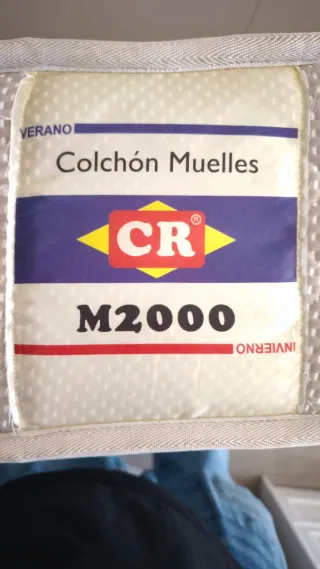 VERANO
Colchón Muelles
CR®
M2000
INVIERNO